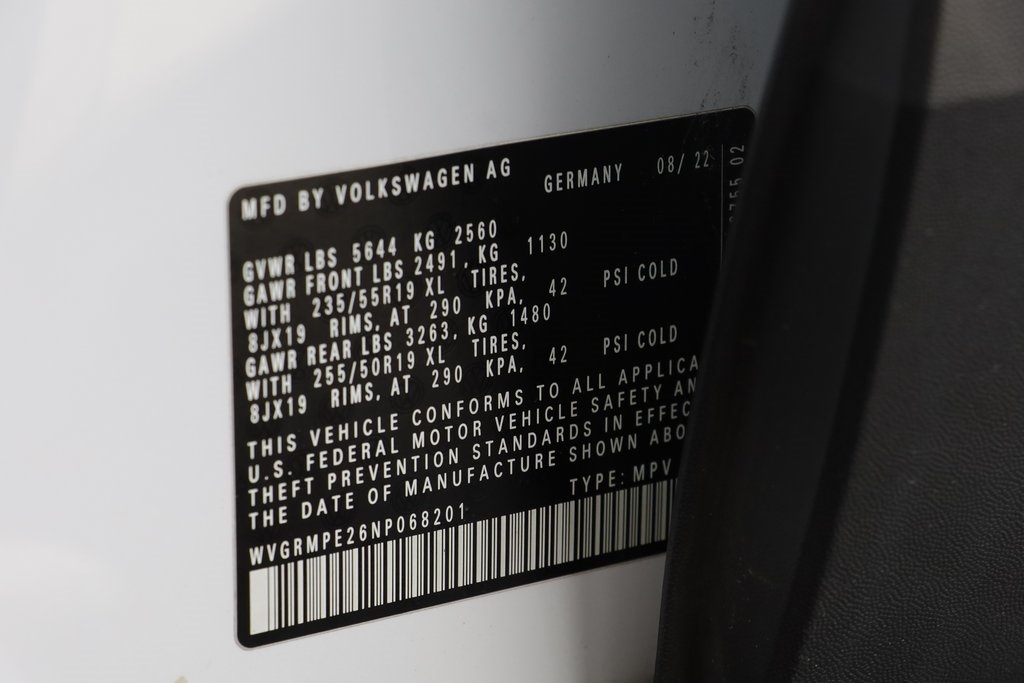 MFD BY VOLKSWAGEN AG GERMANY 08/ 22
GVWR LBS 5644 KG 2560
GAWR FRONT LBS 2491, KG 1130
WITH 235/55R19 XL TIRES,
8JX19 RIMS, AT 290 KPA, 42 PSI COLD
GAWR REAR LBS 3263, KG 1480
WITH 255/50R19 XL TIRES,
8JX19 RIMS, AT 290 KPA, 42 PSI COLD
THIS VEHICLE CONFORMS TO ALL APPLICA
U.S. FEDERAL MOTOR VEHICLE SAFETY AN
THEFT PREVENTION STANDARDS IN EFFEC
THE DATE OF MANUFACTURE SHOWN ABO
WVGRMPE26NP068201 TYPE: MPV
02